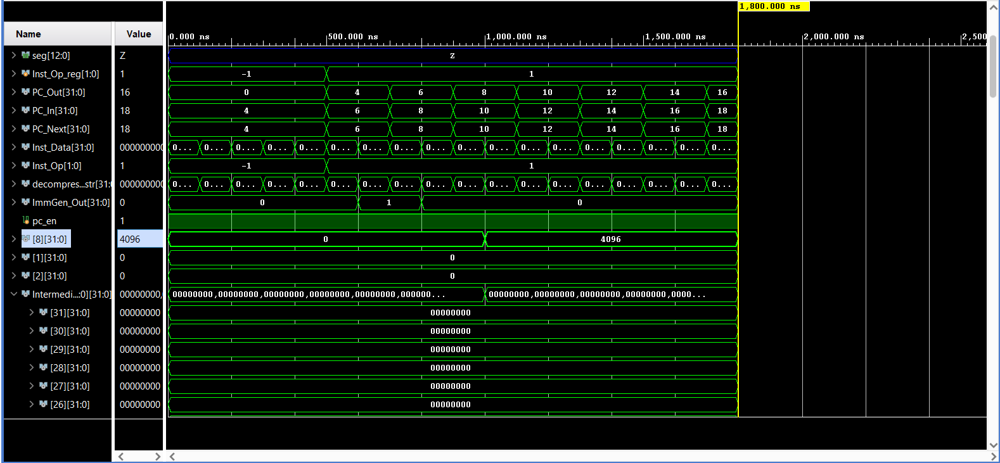 1,800.000 ns
Name Value 0.000 ns 500.000 ns 1,000.000 ns 1,500.000 ns 2,000.000 ns 2,500
seg[12:0] Z Z
Inst_Op_reg[1:0] 1 -1 1
PC_Out[31:0] 16 0 4 6 8 10 12 14 16
PC_In[31:0] 18 4 6 8 10 12 14 16 18
PC_Next[31:0] 18 4 6 8 10 12 14 16 18
Inst_Data[31:0] 000000000 0... 0... 0... 0... 0... 0... 0... 0... 0... 0... 0... 0... 0... 0... 0... 0... 0... 0...
Inst_Op[1:0] 1 -1 1
decompres...str[31: 000000000 0... 0... 0... 0... 0... 0... 0... 0... 0... 0... 0... 0... 0... 0... 0... 0... 0... 0...
ImmGen_Out[31:0] 0 0 1 0
pc_en 1
[8][31:0] 4096 0 4096
[1][31:0] 0 0
[2][31:0] 0 0
Intermedi...:0][31:0] 00000000, 00000000,00000000,00000000,00000000,00000000,000000... 00000000,00000000,00000000,00000000,0000...
[31][31:0] 00000000 00000000
[30][31:0] 00000000 00000000
[29][31:0] 00000000 00000000
[28][31:0] 00000000 00000000
[27][31:0] 00000000 00000000
[26][31:0] 00000000 00000000